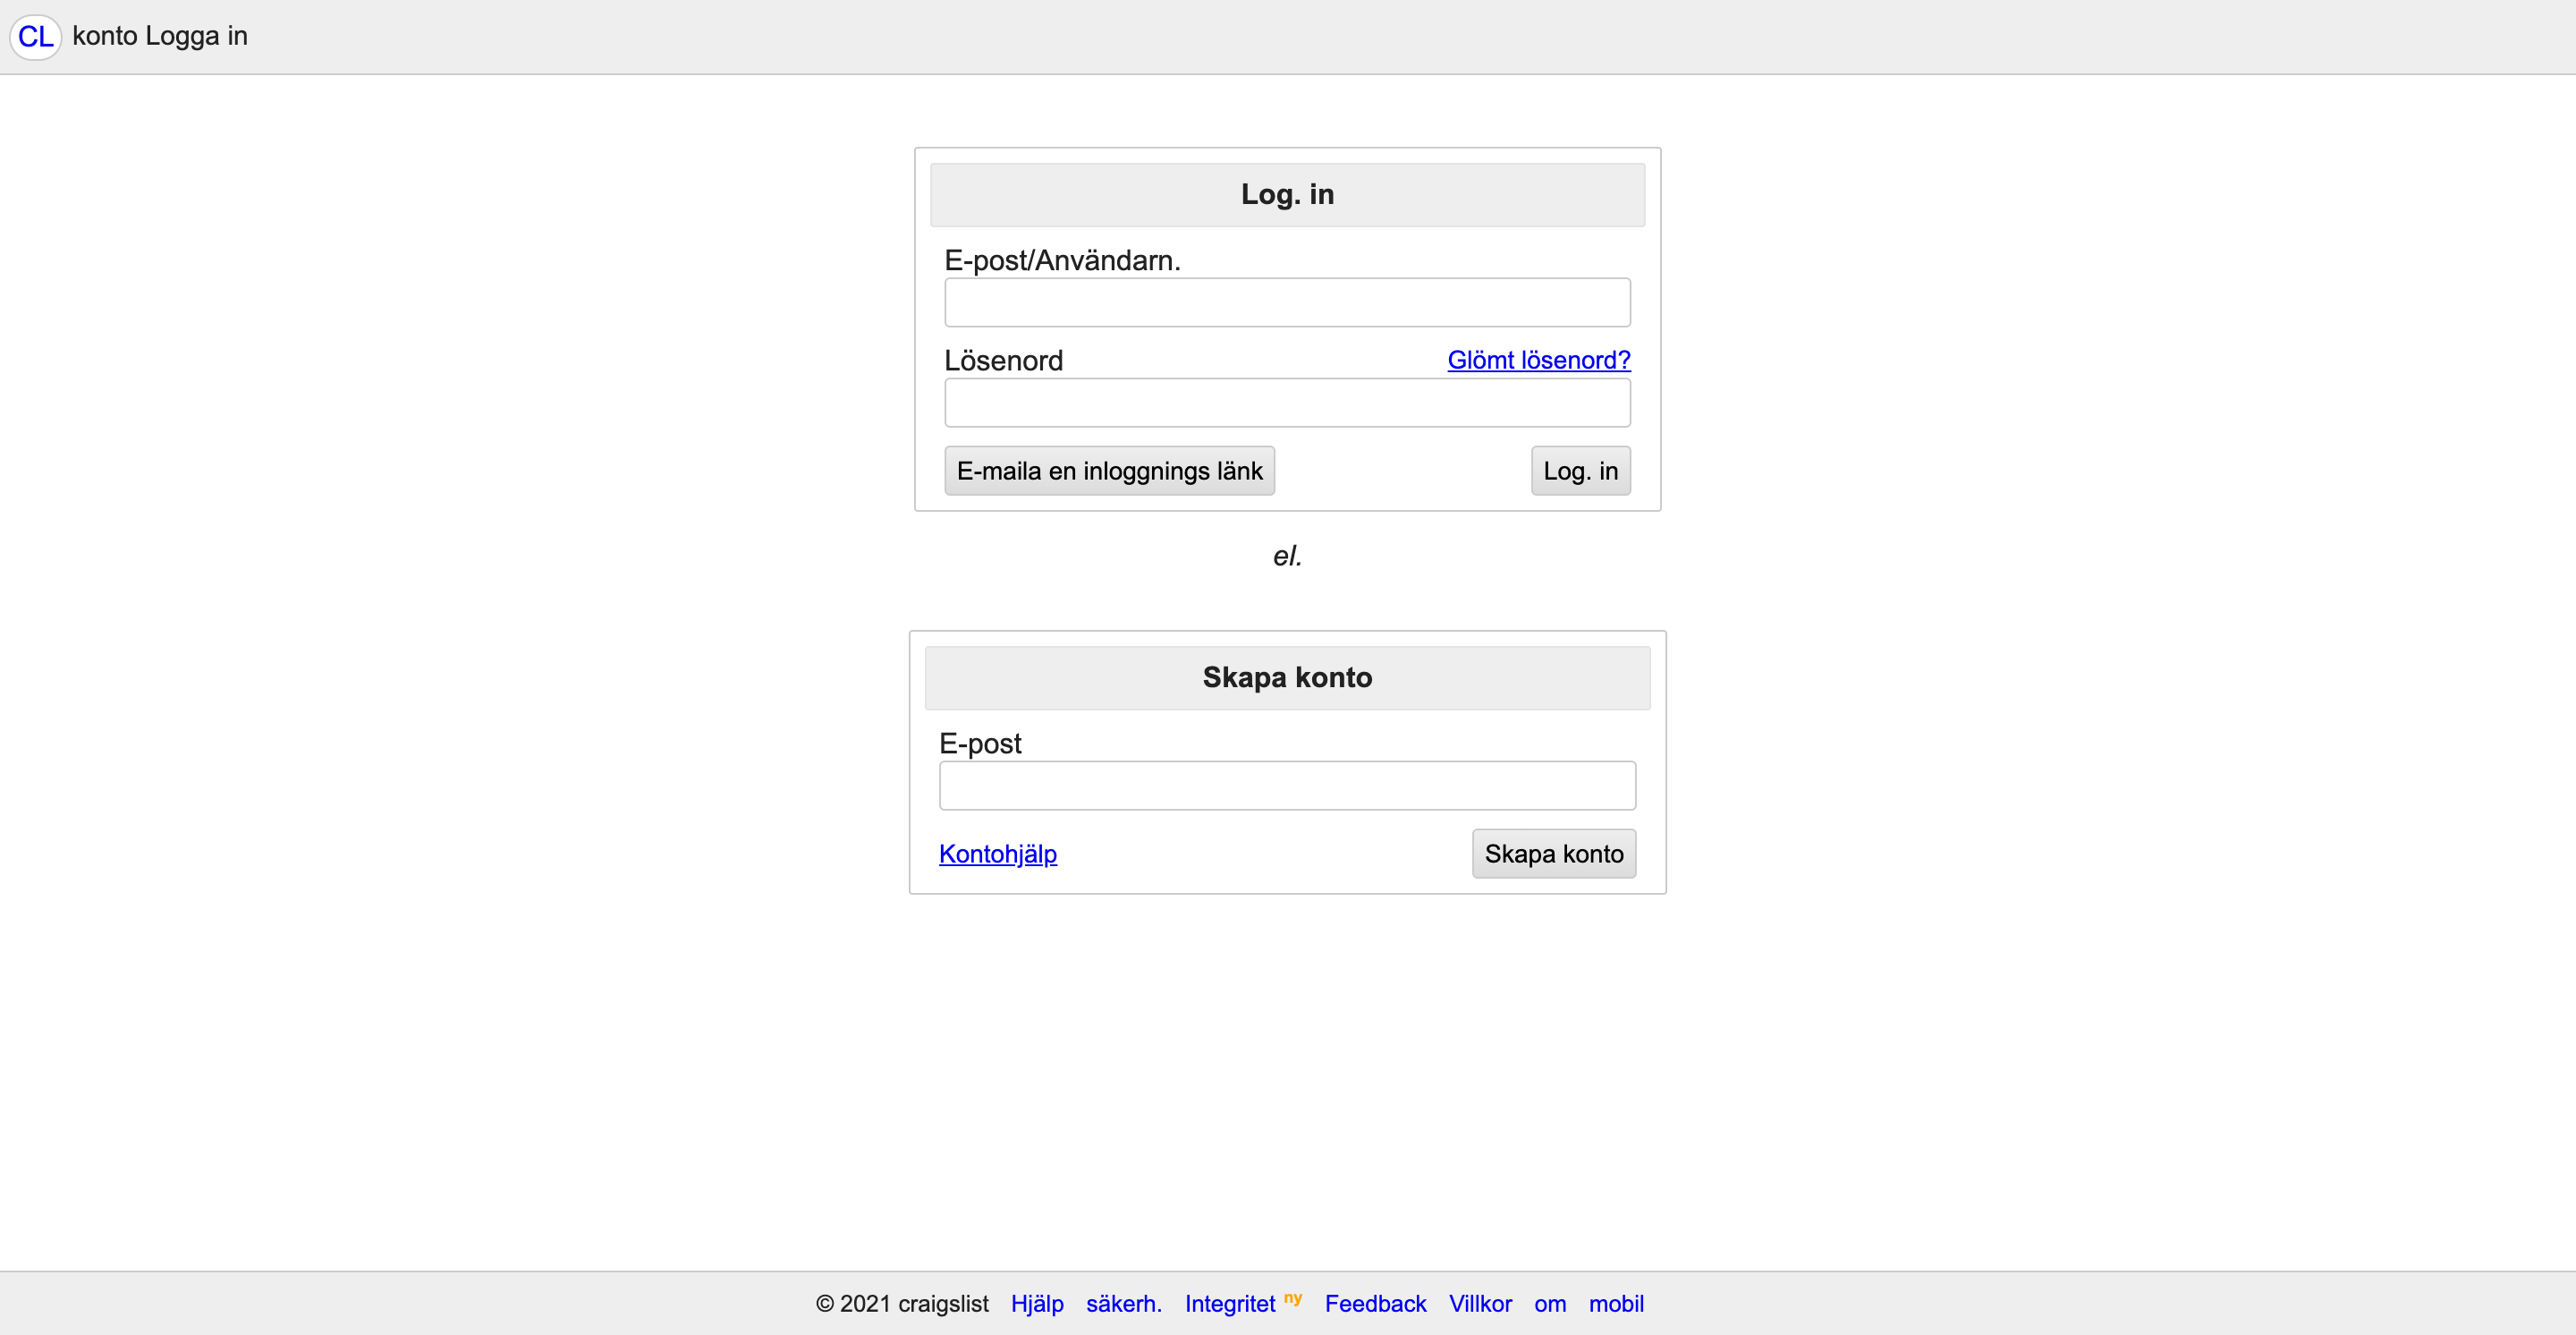 CL konto Logga in
Log. in
E-post/Användarn.
Lösenord Glömt lösenord?
E-maila en inloggnings länk Log. in
el.
Skapa konto
E-post
Kontohjälp Skapa konto
© 2021 craigslist Hjälp säkerh. Integritet ny Feedback Villkor om mobil